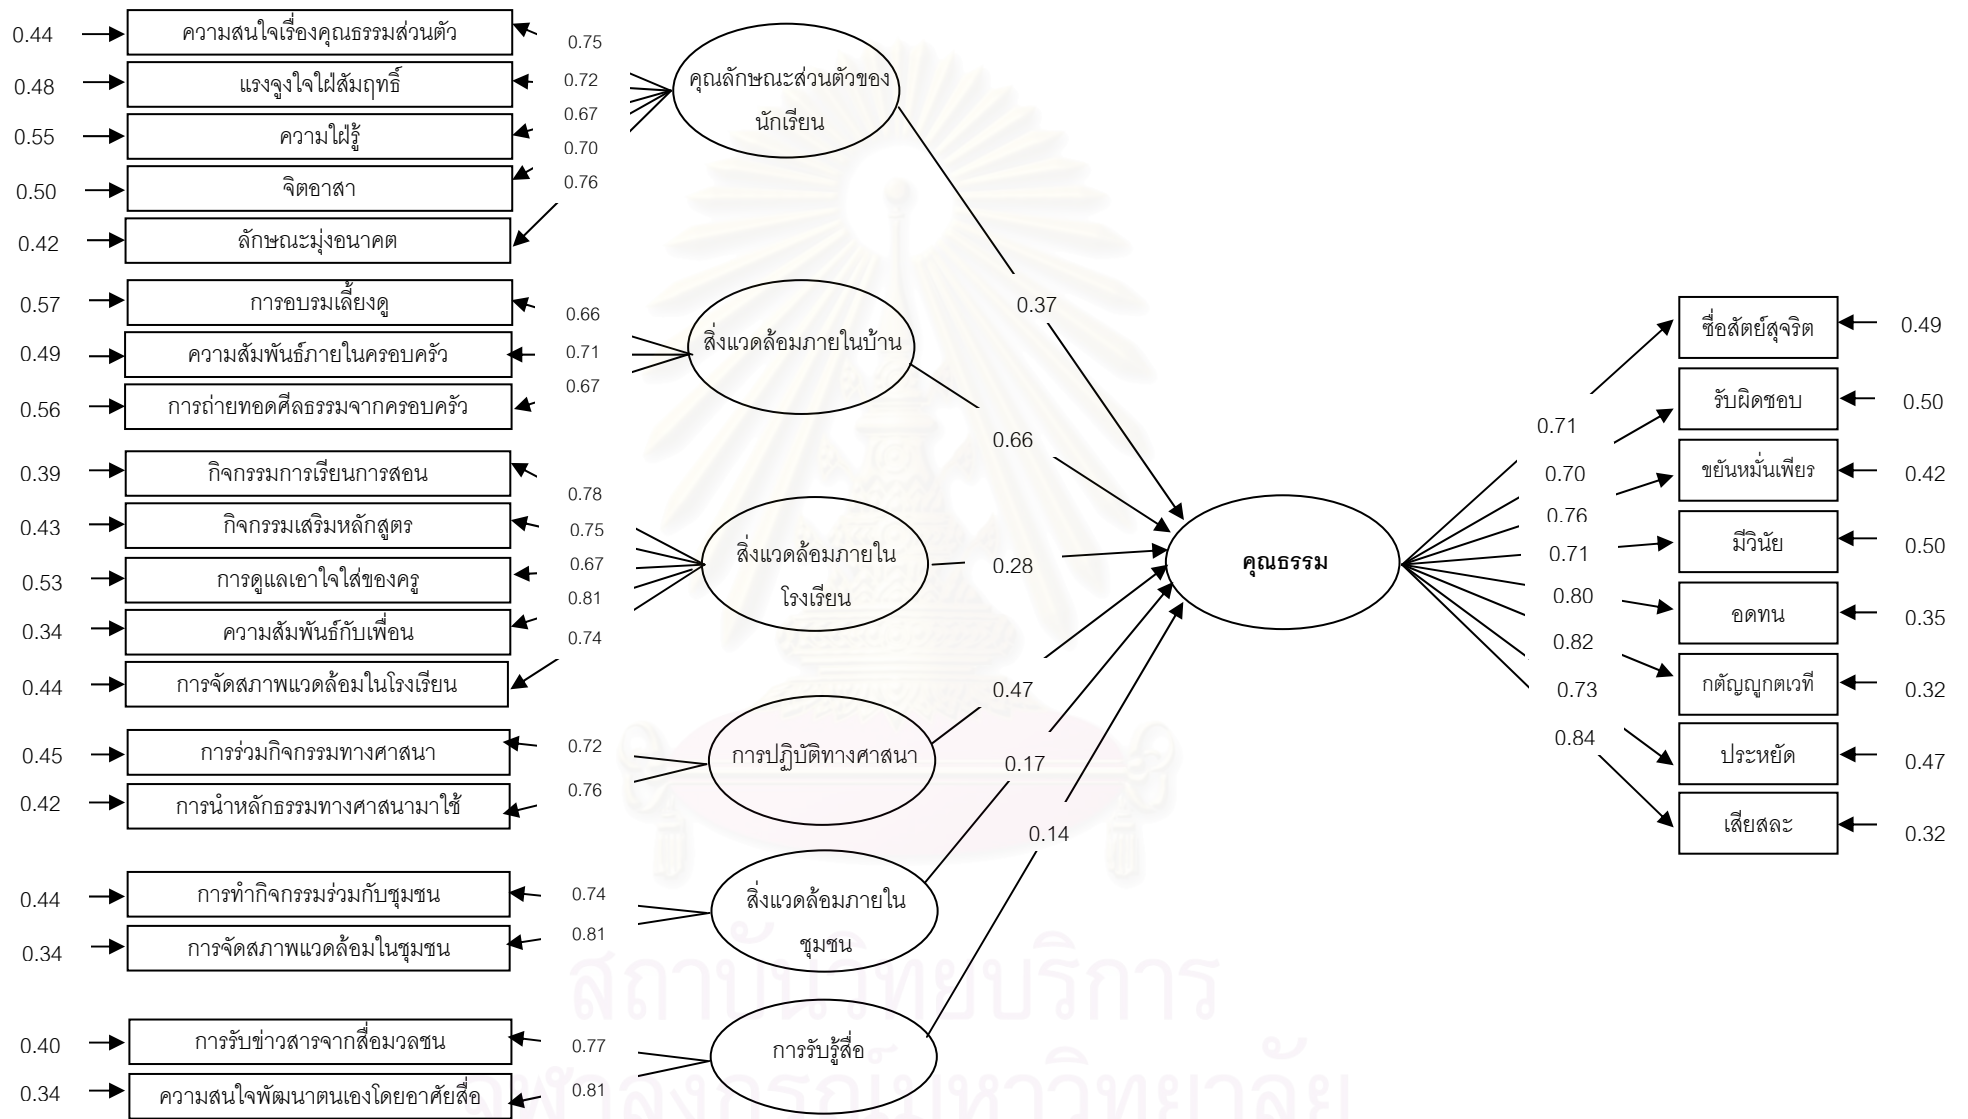 0.44 ความสนใจเรื่องคุณธรรมส่วนตัว 0.75
0.48 แรงจูงใจใฝ่สัมฤทธิ์ 0.72
0.55 ความใฝ่รู้ 0.67
0.50 จิตอาสา 0.70
0.42 ลักษณะมุ่งอนาคต 0.76
คุณลักษณะส่วนตัวของ
นักเรียน
0.37
0.57 การอบรมเลี้ยงดู 0.66
0.49 ความสัมพันธ์ภายในครอบครัว 0.71
0.56 การถ่ายทอดศีลธรรมจากครอบครัว 0.67
สิ่งแวดล้อมภายในบ้าน
0.66
0.39 กิจกรรมการเรียนการสอน 0.78
0.43 กิจกรรมเสริมหลักสูตร 0.75
0.53 การดูแลเอาใจใส่ของครู 0.67
0.34 ความสัมพันธ์กับเพื่อน 0.81
0.44 การจัดสภาพแวดล้อมในโรงเรียน 0.74
สิ่งแวดล้อมภายใน
โรงเรียน
0.28
0.45 การร่วมกิจกรรมทางศาสนา 0.72
0.42 การนำหลักธรรมทางศาสนามาใช้ 0.76
การปฏิบัติทางศาสนา
0.47
0.44 การทำกิจกรรมร่วมกับชุมชน 0.74
0.34 การจัดสภาพแวดล้อมในชุมชน 0.81
สิ่งแวดล้อมภายใน
ชุมชน
0.17
0.40 การรับข่าวสารจากสื่อมวลชน 0.77
0.34 ความสนใจพัฒนาตนเองโดยอาศัยสื่อ 0.81
การรับรู้สื่อ
0.14
คุณธรรม
0.71 ซื่อสัตย์สุจริต 0.49
0.70 รับผิดชอบ 0.50
0.76 ขยันหมั่นเพียร 0.42
0.71 มีวินัย 0.50
0.80 อดทน 0.35
0.82 กตัญญูกตเวที 0.32
0.73 ประหยัด 0.47
0.84 เสียสละ 0.32
สถาบันวิทยบริการ
จุฬาลงกรณ์มหาวิทยาลัย